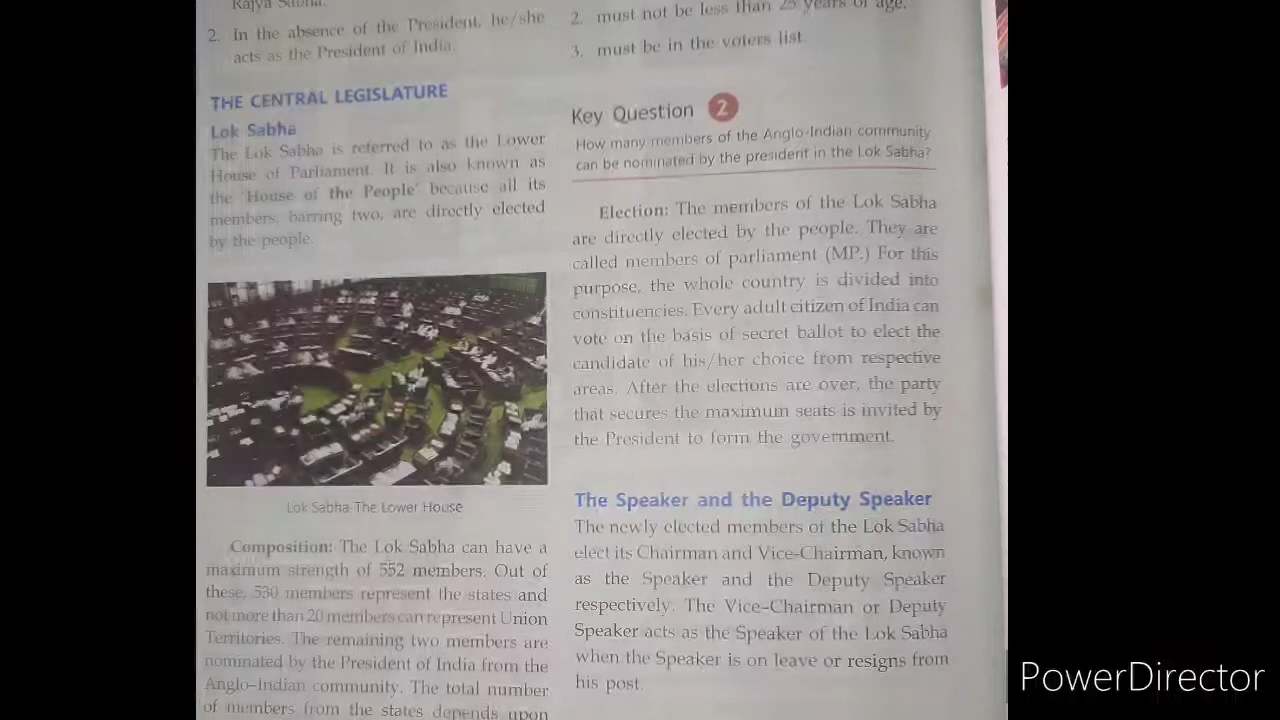 Rajya Sabha.
2. In the absence of the President, he/she
acts as the President of India.
THE CENTRAL LEGISLATURE
Lok Sabha
The Lok Sabha is referred to as the Lower
House of Parliament. It is also known as
the 'House of the People' because all its
members, barring two, are directly elected
by the people.
Lok Sabha-The Lower House
Composition: The Lok Sabha can have a
maximum strength of 552 members. Out of
these, 530 members represent the states and
not more than 20 members can represent Union
Territories. The remaining two members are
nominated by the President of India from the
Anglo-Indian community. The total number
of members from the states depends upon
2. must not be less than 25 years of age.
3. must be in the voters list.
Key Question 2
How many members of the Anglo-Indian community
can be nominated by the president in the Lok Sabha?
Election: The members of the Lok Sabha
are directly elected by the people. They are
called members of parliament (MP.) For this
purpose, the whole country is divided into
constituencies. Every adult citizen of India can
vote on the basis of secret ballot to elect the
candidate of his/her choice from respective
areas. After the elections are over, the party
that secures the maximum seats is invited by
the President to form the government.
The Speaker and the Deputy Speaker
The newly elected members of the Lok Sabha
elect its Chairman and Vice-Chairman, known
as the Speaker and the Deputy Speaker
respectively. The Vice-Chairman or Deputy
Speaker acts as the Speaker of the Lok Sabha
when the Speaker is on leave or resigns from
his post.
PowerDirector